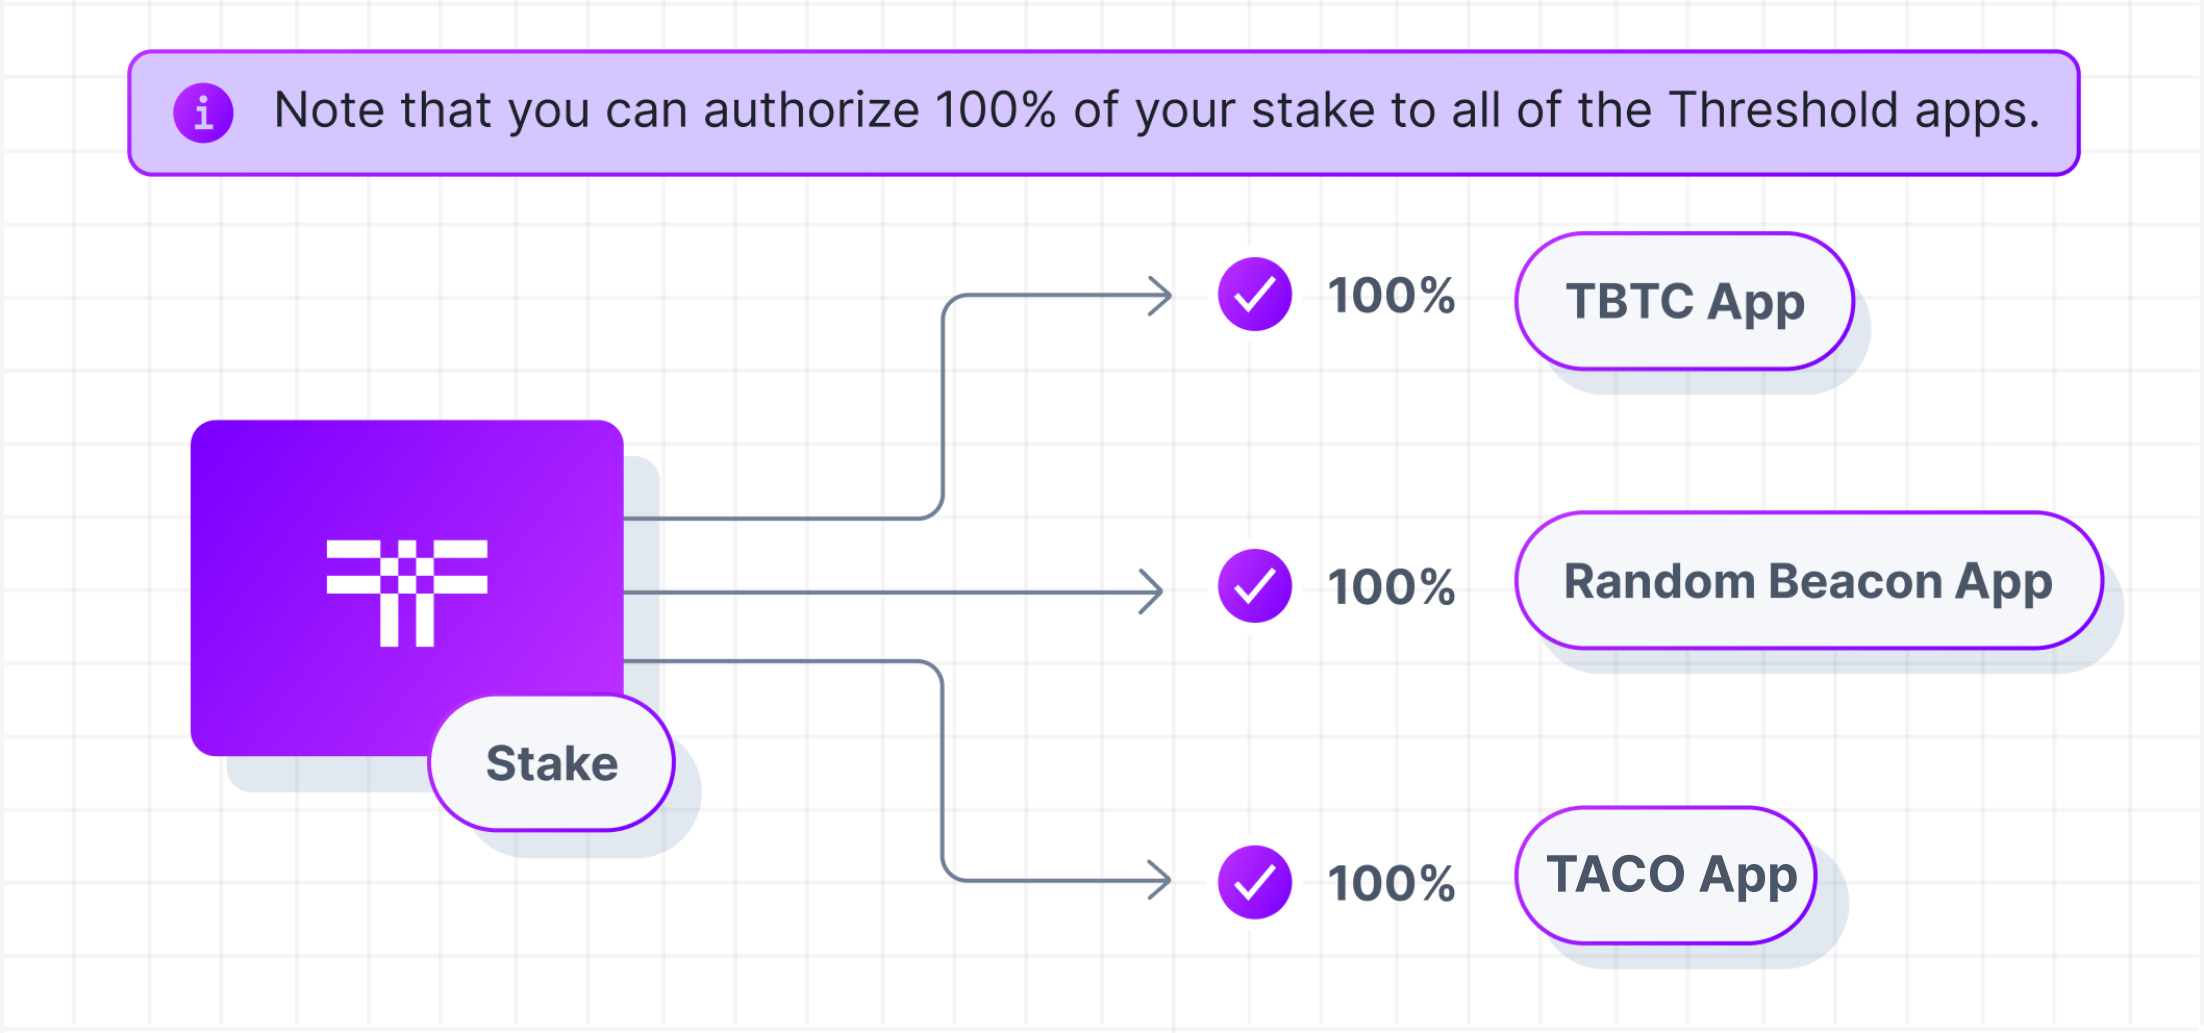 Note that you can authorize 100% of your stake to all of the Threshold apps.
100% TBTC App
100% Random Beacon App
Stake
100% TACO App